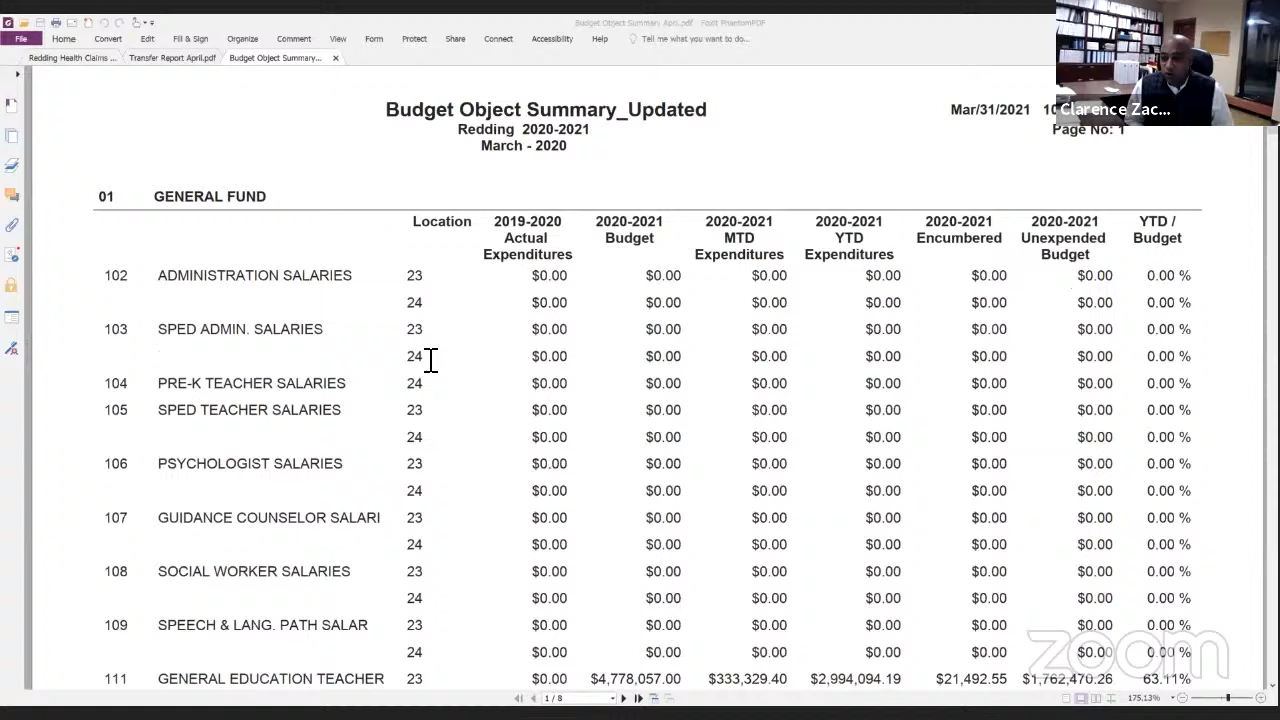 Budget Object Summary April.pdf - Foxit PhantomPDF
File Home Convert Edit Fill & Sign Organize Comment View Form Protect Share Connect Accessibility Help Tell me what you want to do...
Redding Health Claims ... Transfer Report April.pdf Budget Object Summary...
Clarence Zac...
Budget Object Summary_Updated
Mar/31/2021 10
Redding 2020-2021
Page No: 1
March - 2020
01 GENERAL FUND
Location 2019-2020 2020-2021 2020-2021 2020-2021 2020-2021 2020-2021 YTD /
Actual Budget MTD YTD Encumbered Unexpended Budget
Expenditures Expenditures Expenditures Budget
102 ADMINISTRATION SALARIES 23 $0.00 $0.00 $0.00 $0.00 $0.00 $0.00 0.00 %
24 $0.00 $0.00 $0.00 $0.00 $0.00 $0.00 0.00 %
103 SPED ADMIN. SALARIES 23 $0.00 $0.00 $0.00 $0.00 $0.00 $0.00 0.00 %
24 $0.00 $0.00 $0.00 $0.00 $0.00 $0.00 0.00 %
104 PRE-K TEACHER SALARIES 24 $0.00 $0.00 $0.00 $0.00 $0.00 $0.00 0.00 %
105 SPED TEACHER SALARIES 23 $0.00 $0.00 $0.00 $0.00 $0.00 $0.00 0.00 %
24 $0.00 $0.00 $0.00 $0.00 $0.00 $0.00 0.00 %
106 PSYCHOLOGIST SALARIES 23 $0.00 $0.00 $0.00 $0.00 $0.00 $0.00 0.00 %
24 $0.00 $0.00 $0.00 $0.00 $0.00 $0.00 0.00 %
107 GUIDANCE COUNSELOR SALARI 23 $0.00 $0.00 $0.00 $0.00 $0.00 $0.00 0.00 %
24 $0.00 $0.00 $0.00 $0.00 $0.00 $0.00 0.00 %
108 SOCIAL WORKER SALARIES 23 $0.00 $0.00 $0.00 $0.00 $0.00 $0.00 0.00 %
24 $0.00 $0.00 $0.00 $0.00 $0.00 $0.00 0.00 %
109 SPEECH & LANG. PATH SALAR 23 $0.00 $0.00 $0.00 $0.00 $0.00 $0.00 0.00 %
24 $0.00 $0.00 $0.00 $0.00 $0.00 $0.00 0.00 %
111 GENERAL EDUCATION TEACHER 23 $0.00 $4,778,057.00 $333,329.40 $2,994,094.19 $21,492.55 $1,762,470.26 63.11%
zoom
1 / 8
175.13%